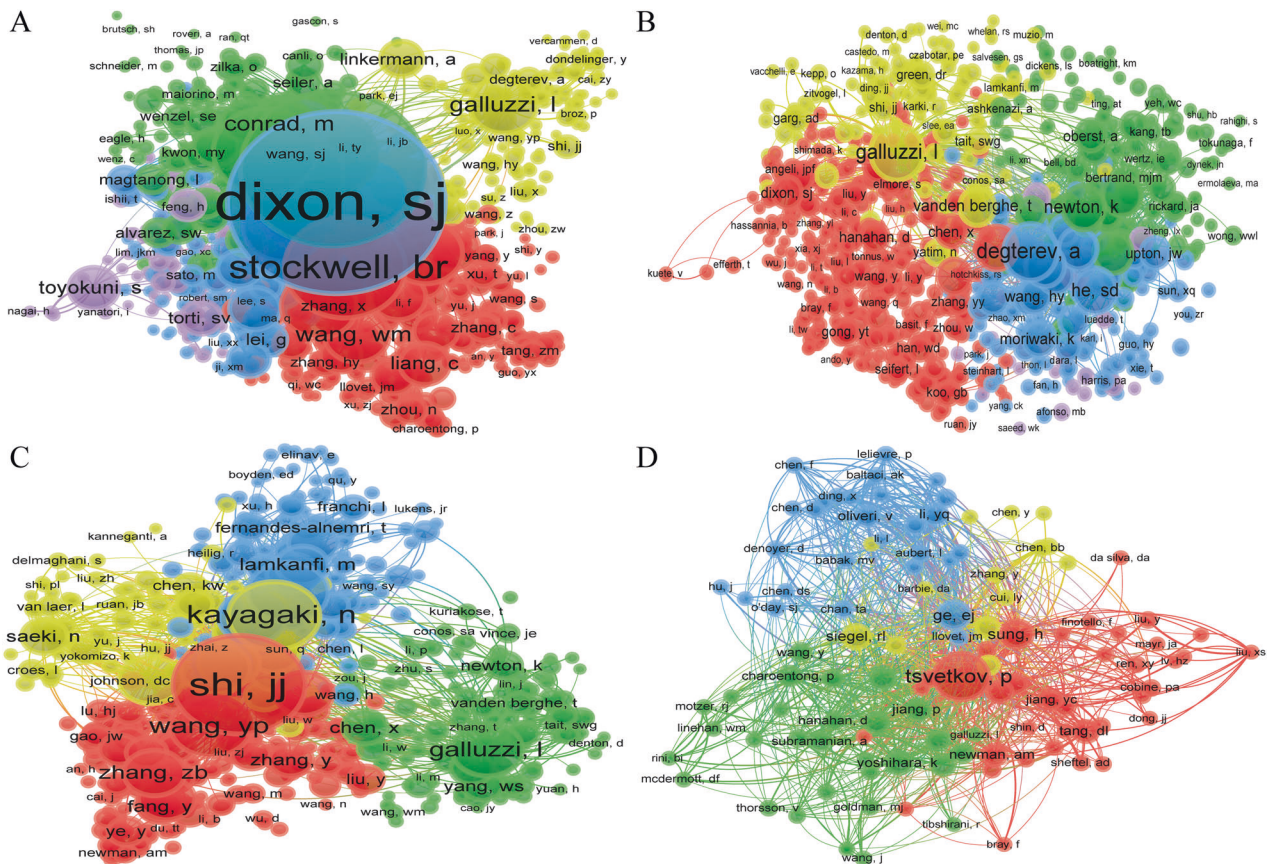 A
brutsch, sh
roveri, a
ran, qt
gascon, s
thomas, jp
schneider, m
zilka, o
canli, o
seiler, a
maiorino, m
wenzel, se
conrad, m
eagle, h
kwon, my
wenz, c
magtanong, l
ishii, t
feng, h
alvarez, sw
lim, jkm
gao, xc
toyokuni, s
sato, m
nagai, h
yanatori, i
robert, sm
lee, s
torti, sv
ma, q
liu, xx
lei, g
ji, xm
linkermann, a
park, ej
vercammen, d
dondelinger, y
degterev, a
cai, zy
galluzzi, l
broz, p
luo, x
wang, yp
shi, jj
li, ty
li, jb
wang, sj
wang, hy
dixon, sj
su, z
liu, x
wang, z
zhou, zw
park, j
shi, y
yang, y
stockwell, br
xu, t
yu, l
zhang, x
li, f
yu, j
wang, s
wang, wm
zhang, c
zhang, hy
liang, c
an, y
tang, zm
guo, yx
qi, wc
llovet, jm
xu, zj
zhou, n
charoentong, p
B
wei, mc
denton, d
whelan, rs
muzio, m
castedo, m
czabotar, pe
salvesen, gs
vacchelli, e
kepp, o
kazama, h
green, dr
dickens, ls
boatright, km
zitvogel, l
ding, jj
lamkanfi, m
shi, jj
karki, r
ashkenazi, a
ting, at
yeh, wc
shu, hb
garg, ad
slee, ea
oberst, a
kang, tb
rahighi, s
shimada, k
galluzzi, l
tait, swg
li, xm
wertz, ie
tokunaga, f
angeli, jpf
bell, bd
dynek, jn
dixon, sj
liu, y
elmore, s
conos, sa
bertrand, mjm
ermolaeva, ma
li, c
liu, h
vanden berghe, t
newton, k
rickard, ja
hassannia, b
zhang, yl
hanahan, d
chen, x
zheng, lx
wong, wwl
xia, xj
tonnus, w
yatim, n
degterev, a
upton, jw
kuete, v
efferth, t
wu, j
li, t
li, l
wang, y
li, y
hotchkiss, rs
wang, n
li, b
zhang, yy
wang, hy
he, sd
sun, xq
bray, f
wang, q
zhao, xm
luedde, t
you, zr
li, tw
gong, yt
basit, f
zhou, w
moriwaki, k
karl, i
guo, hy
ando, y
han, wd
park, j
thon, l
dara, l
xie, t
seifert, l
steinhart, l
harris, pa
koo, gb
fan, h
yang, ck
afonso, mb
ruan, jy
saeed, wk
C
elinav, e
boyden, ed
qu, y
xu, h
franchi, l
lukens, jr
fernandes-alnemri, t
kanneganti, a
heilig, r
lamkanfi, m
delmaghani, s
liu, zh
chen, kw
wang, sy
shi, pl
van laer, l
ruan, jb
kayagaki, n
kuriakose, t
saeki, n
yu, j
hu, jj
conos, sa
vince, je
yokomizo, k
zhai, z
sun, q
chen, l
li, p
croes, l
zhu, s
newton, k
johnson, dc
shi, jj
zou, j
lin, j
jia, c
wang, h
vanden berghe, t
lu, hj
wang, yp
liu, w
chen, x
zhang, t
tait, swg
gao, jw
liu, zj
li, w
galluzzi, l
denton, d
an, h
zhang, zb
zhang, y
liu, y
li, m
yang, ws
yuan, h
cai, j
fang, y
wang, m
wang, n
cao, jy
li, b
wu, d
wang, wm
ye, y
du, tt
newman, am
D
lelievre, p
chen, f
baltaci, ak
ding, x
chen, d
oliveri, v
li, yq
chen, y
li, l
denoyer, d
babak, mv
aubert, l
chen, bb
da silva, da
zhang, y
hu, j
chen, ds
barbie, da
cui, ly
o'day, sj
chan, ta
ge, ej
siegel, rl
llovet, jm
sung, h
finotello, f
liu, y
wang, y
mayr, ja
liu, xs
charoentong, p
tsvetkov, p
ren, xy
lv, hz
cobine, pa
motzer, rj
jiang, p
jiang, yc
linehan, wm
hanahan, d
shin, d
dong, jj
subramanian, a
galluzzi, l
tang, dl
rini, bi
yoshihara, k
newman, am
mcdermott, df
sheftel, ad
thorsson, v
goldman, mj
tibshirani, r
bray, f
wang, j